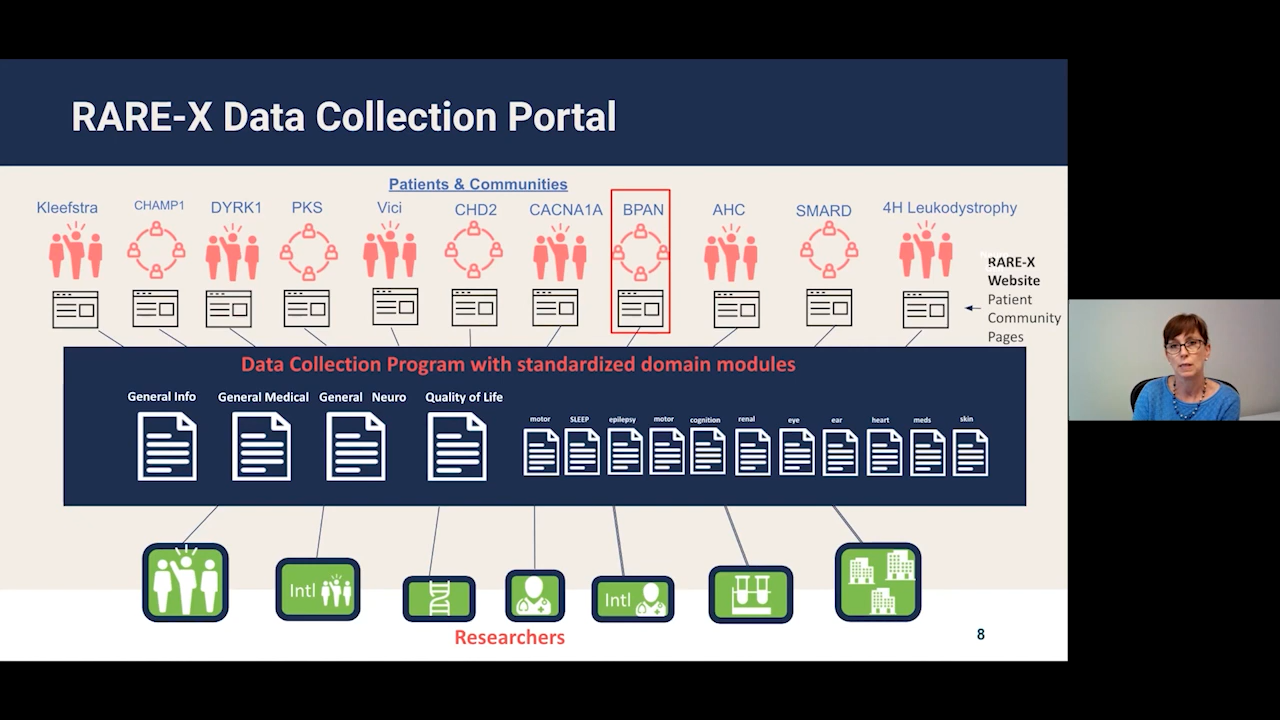 RARE-X Data Collection Portal
Patients & Communities
Kleefstra CHAMP1 DYRK1 PKS Vici CHD2 CACNA1A BPAN AHC SMARD 4H Leukodystrophy
RARE-X
Website
Patient
Community
Pages
Data Collection Program with standardized domain modules
General Info General Medical General Neuro Quality of Life
motor SLEEP epilepsy motor cognition renal eye ear heart meds skin
Intl
Intl
Researchers
8